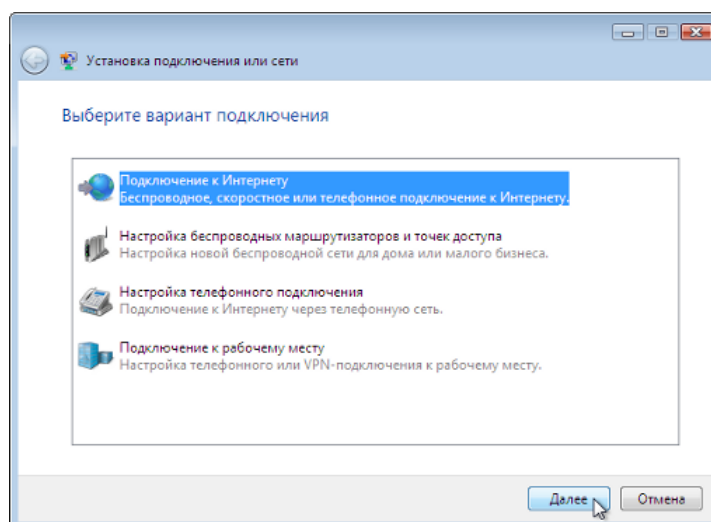 Установка подключения или сети
Выберите вариант подключения
Подключение к Интернету
Беспроводное, скоростное или телефонное подключение к Интернету.
Настройка беспроводных маршрутизаторов и точек доступа
Настройка новой беспроводной сети для дома или малого бизнеса.
Настройка телефонного подключения
Подключение к Интернету через телефонную сеть.
Подключение к рабочему месту
Настройка телефонного или VPN-подключения к рабочему месту.
Далее
Отмена